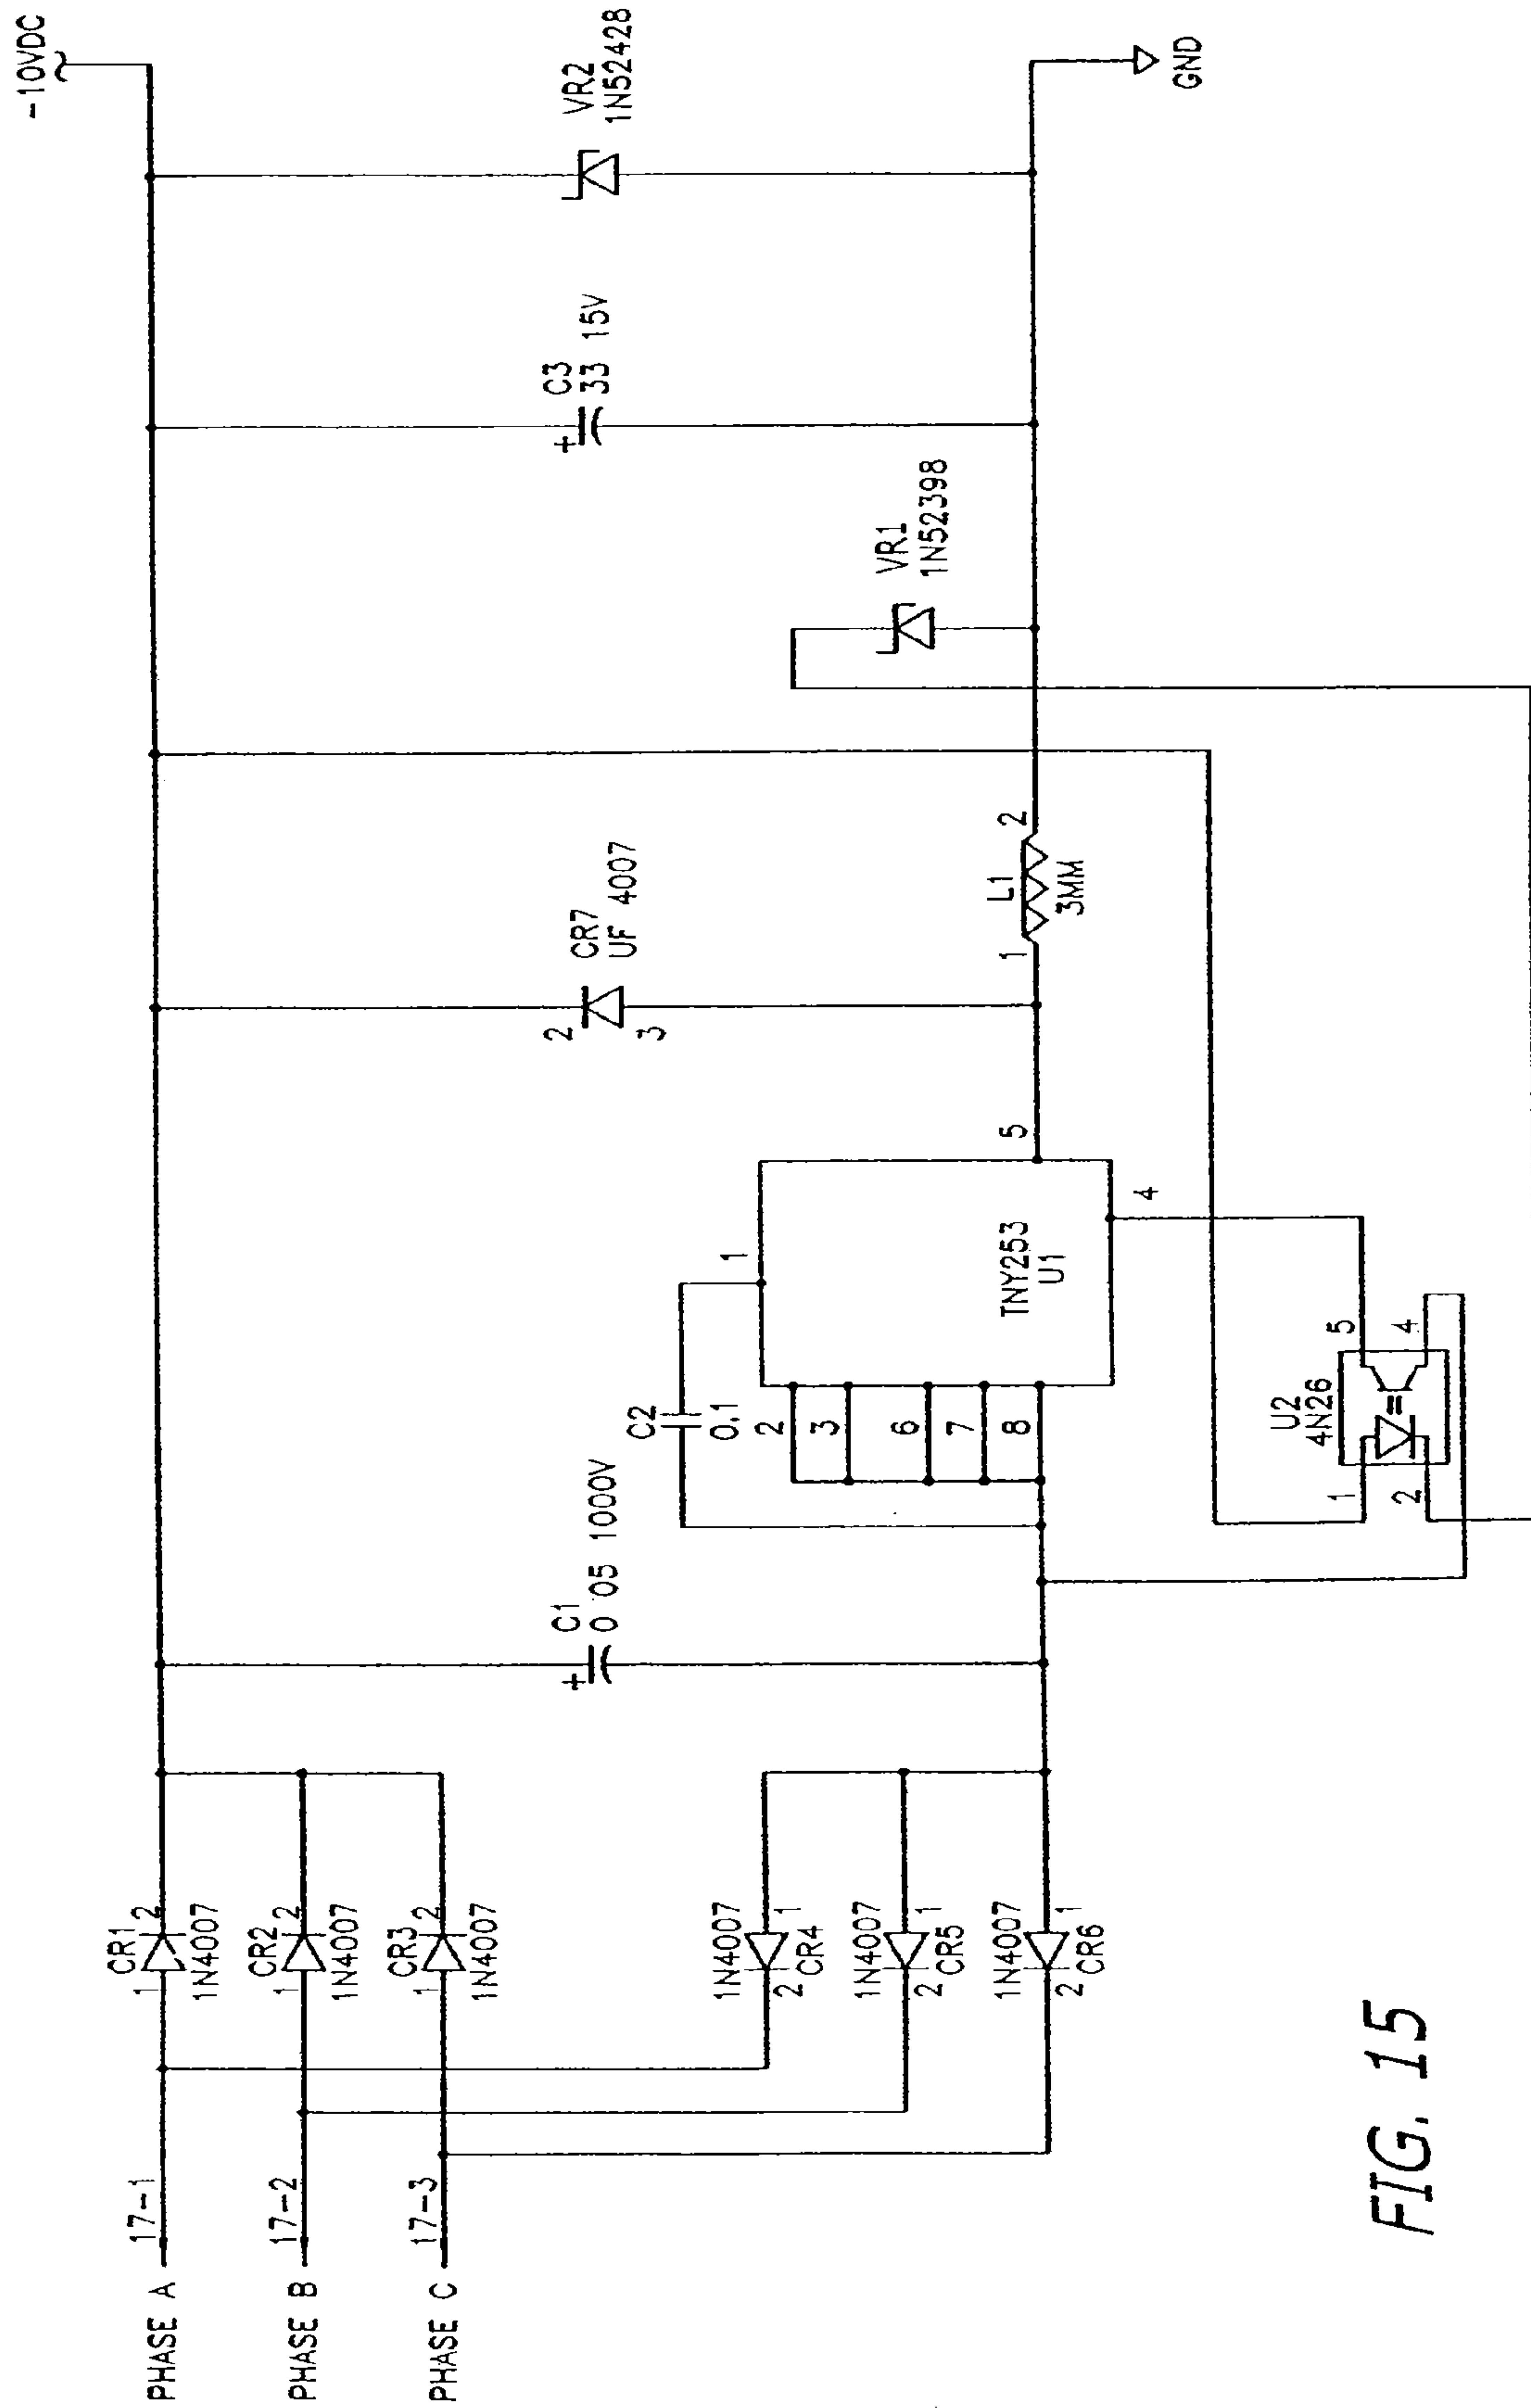 PHASE A
17-1
1
CR1
2
1N4007
PHASE B
17-2
1
CR2
2
1N4007
PHASE C
17-3
1
CR3
2
1N4007
1N4007
2
1
CR4
1N4007
2
1
CR5
1N4007
2
1
CR6
+
C1
0 05 1000V
C2
0.1
1
2
3
6
7
8
TNY253
U1
5
4
U2
4N26
1
2
5
4
2
3
CR7
UF 4007
1
L1
2
3MM
VR1
1N52398
+
C3
33 15V
VR2
1N52428
-10VDC
GND
FIG. 15